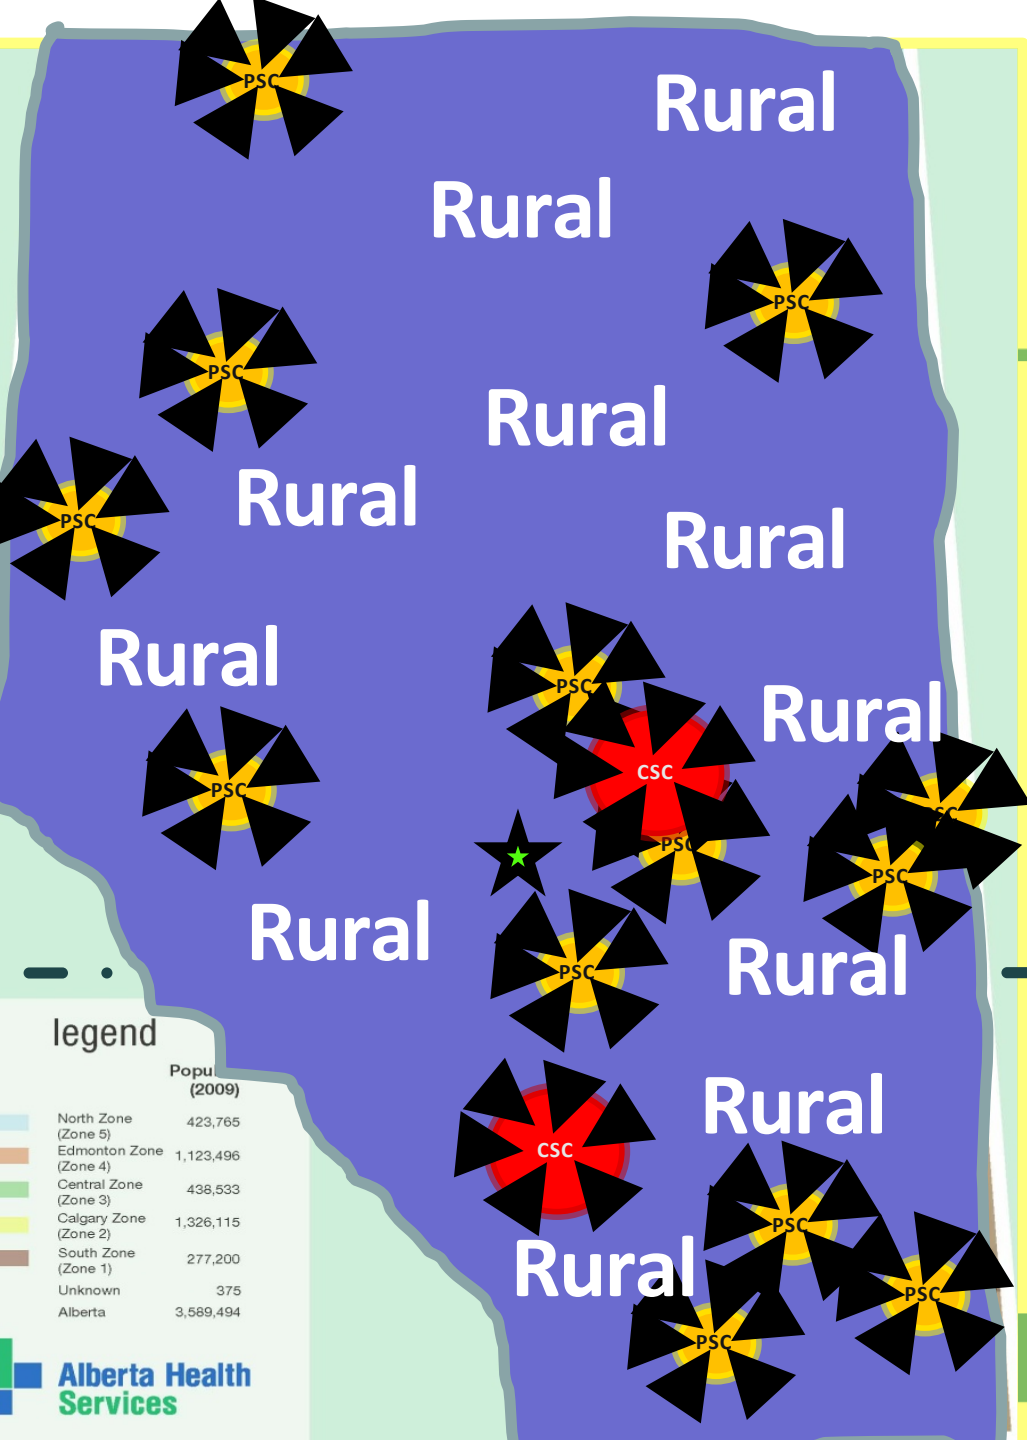 PSC
Rural
Rural
PSC
PSC
Rural
Rural
PSC
Rural
Rural
PSC
Rural
CSC
PSC
PSC
PSC
PSC
Rural
Rural
PSC
legend
(2009)
North Zone 423,765
(Zone 5)
Edmonton Zone 1,123,496
(Zone 4)
Central Zone 438,533
(Zone 3)
Calgary Zone 1,326,115
(Zone 2)
South Zone 277,200
(Zone 1)
Unknown 375
Alberta 3,589,494
Alberta Health
Services
Rural
CSC
PSC
Rural
PSC
PSC